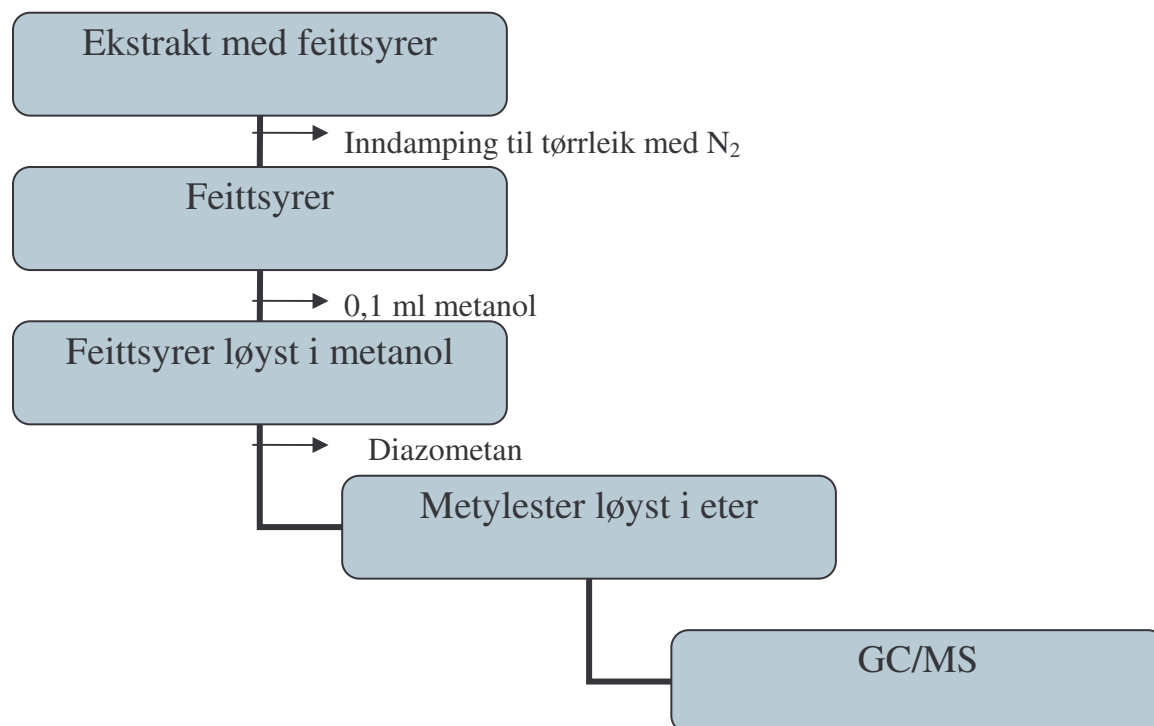 Ekstrakt med feittsyrer
Inndamping til tørrleik med N₂
Feittsyrer
0,1 ml metanol
Feittsyrer løyst i metanol
Diazometan
Metylester løyst i eter
GC/MS